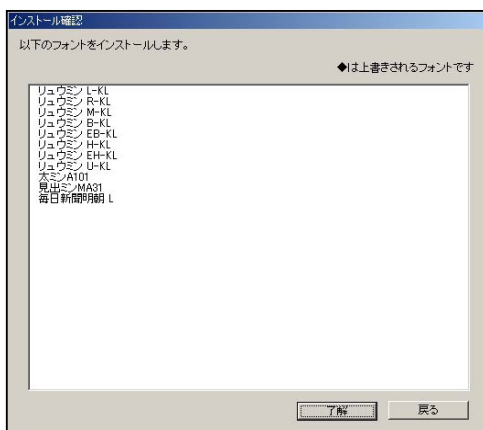 インストール確認
以下のフォントをインストールします。
◆は上書きされるフォントです
リュウミン L-KL
リュウミン R-KL
リュウミン M-KL
リュウミン B-KL
リュウミン EB-KL
リュウミン H-KL
リュウミン EH-KL
リュウミン U-KL
太ミンA101
見出ミンMA31
毎日新聞明朝 L
了解
戻る